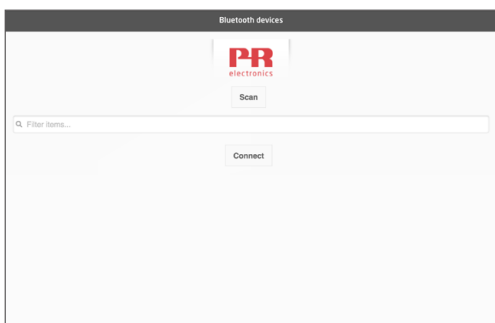 Bluetooth devices
PR
electronics
Scan
Filter items...
Connect